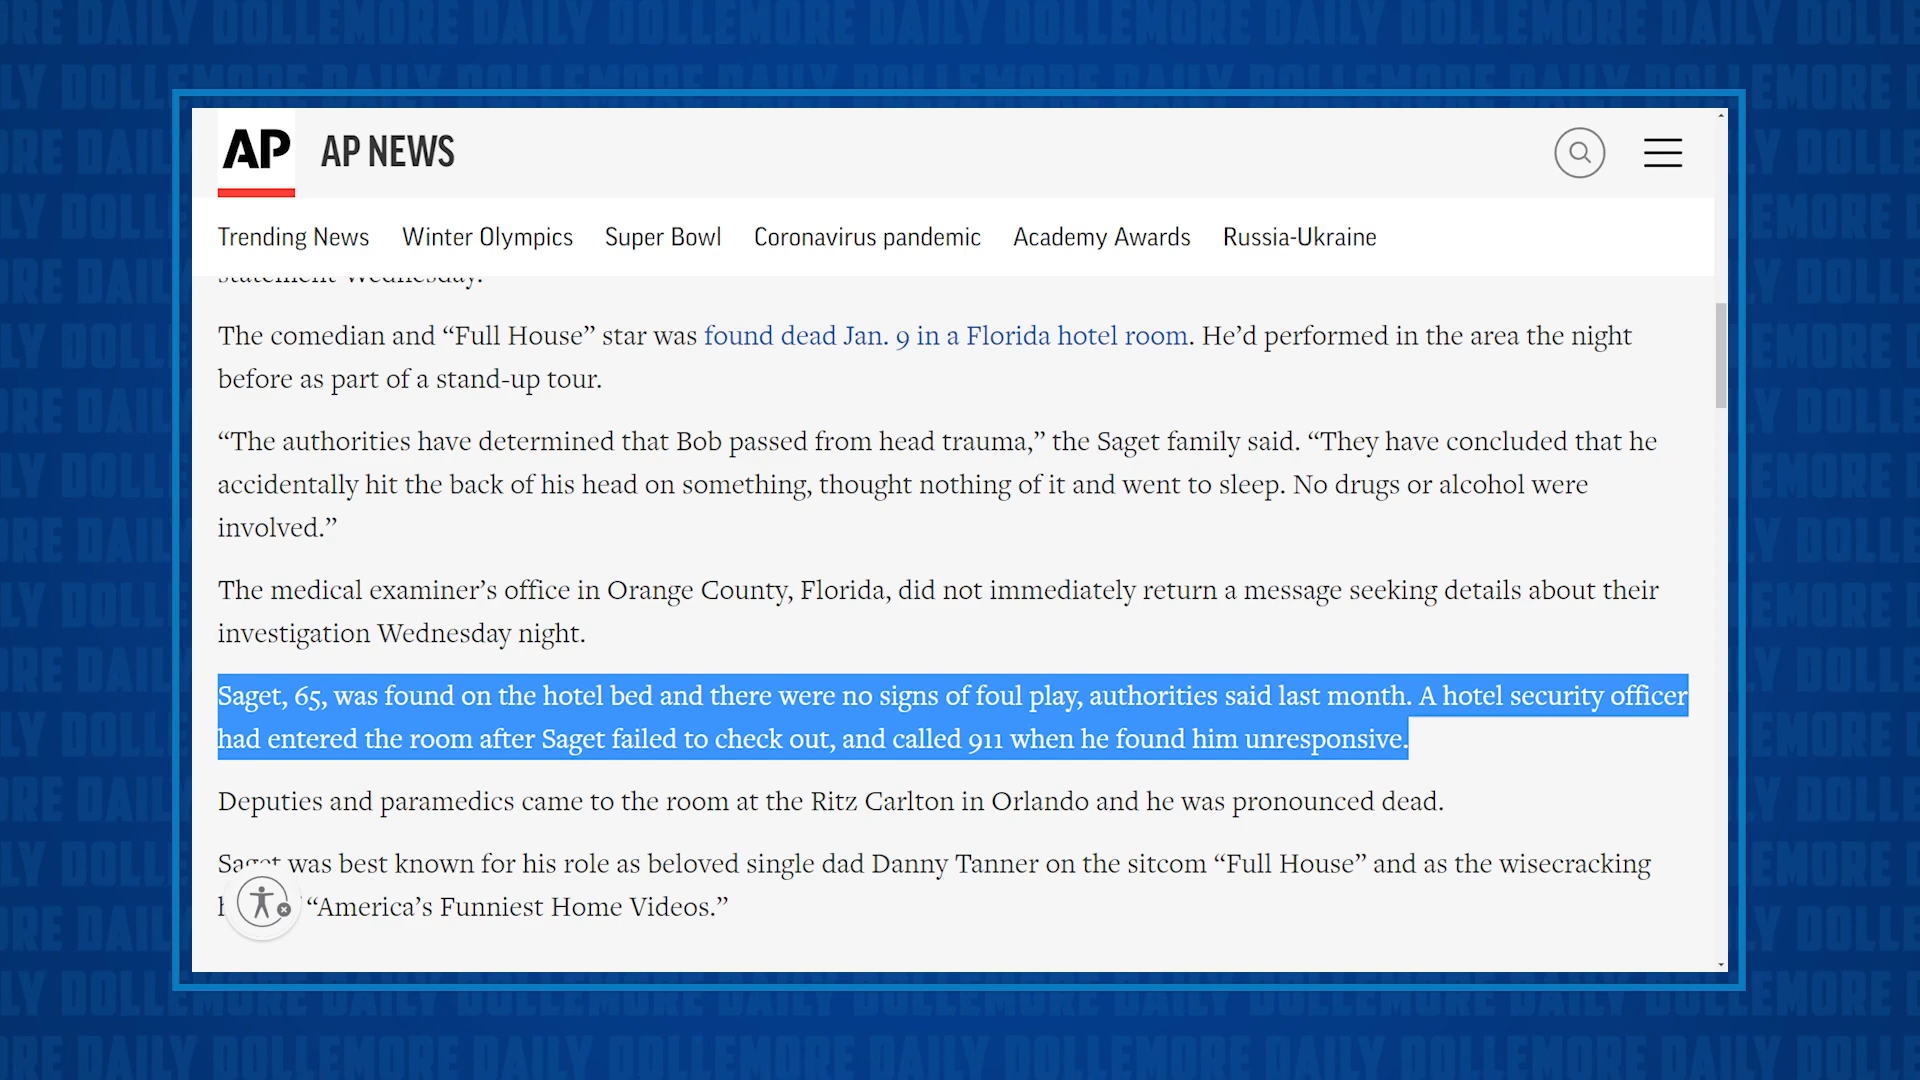 AP AP NEWS
Trending News Winter Olympics Super Bowl Coronavirus pandemic Academy Awards Russia-Ukraine
statement Wednesday.
The comedian and “Full House” star was found dead Jan. 9 in a Florida hotel room. He’d performed in the area the night
before as part of a stand-up tour.
“The authorities have determined that Bob passed from head trauma,” the Saget family said. “They have concluded that he
accidentally hit the back of his head on something, thought nothing of it and went to sleep. No drugs or alcohol were
involved.”
The medical examiner’s office in Orange County, Florida, did not immediately return a message seeking details about their
investigation Wednesday night.
Saget, 65, was found on the hotel bed and there were no signs of foul play, authorities said last month. A hotel security officer
had entered the room after Saget failed to check out, and called 911 when he found him unresponsive.
Deputies and paramedics came to the room at the Ritz Carlton in Orlando and he was pronounced dead.
Saget was best known for his role as beloved single dad Danny Tanner on the sitcom “Full House” and as the wisecracking
“America’s Funniest Home Videos.”
DAILY DOLLEMORE